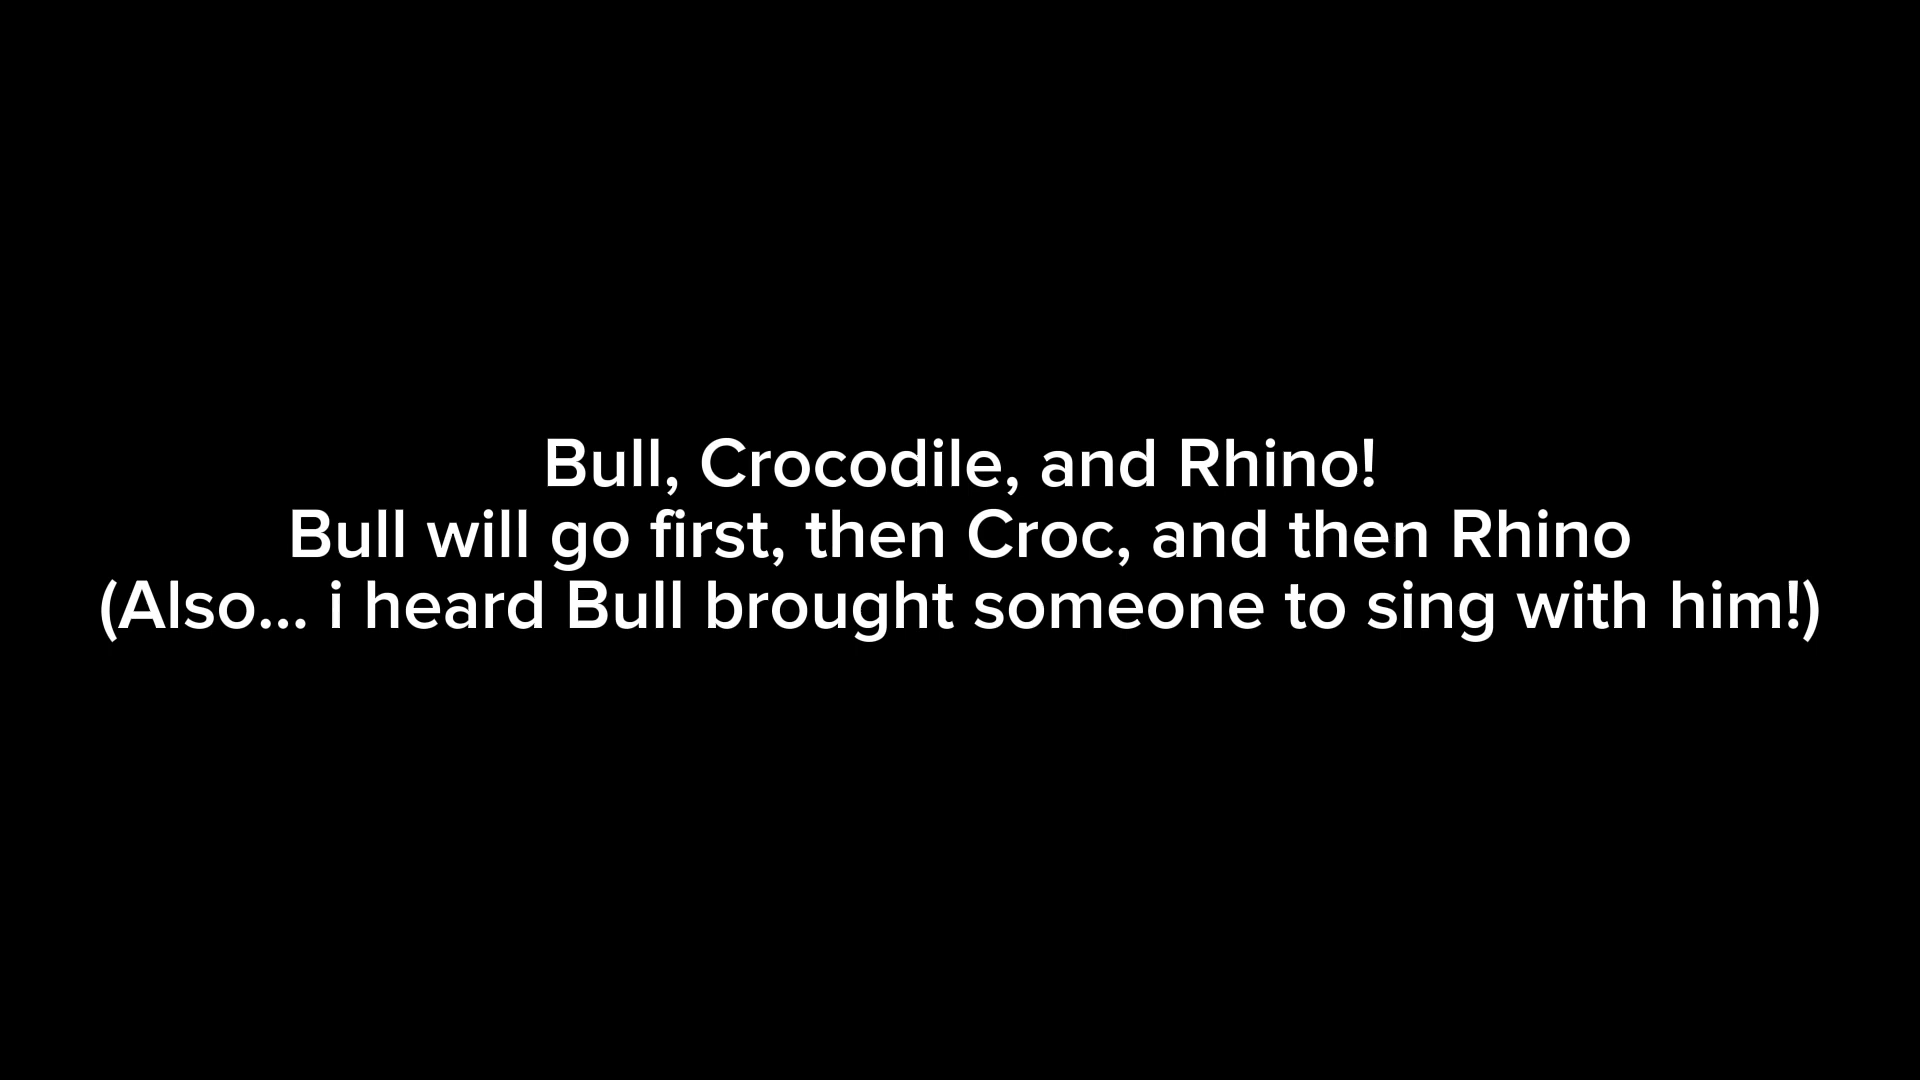 Bull, Crocodile, and Rhino!
Bull will go first, then Croc, and then Rhino
(Also... i heard Bull brought someone to sing with him!)